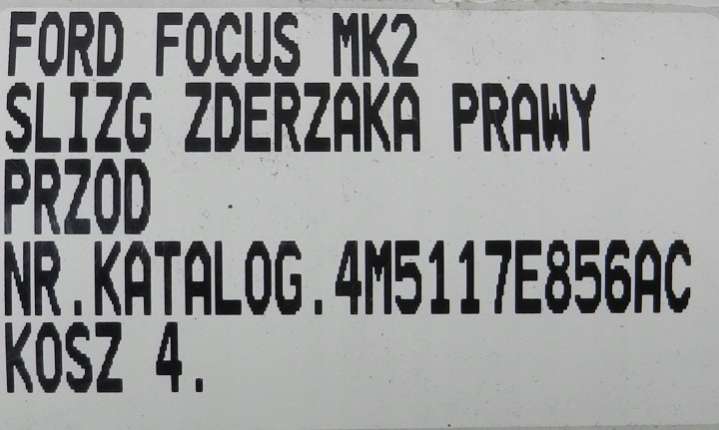 FORD FOCUS MK2
SLIZG ZDERZAKA PRAWY
PRZOD
NR.KATALOG.4M5117E856AC
KOSZ 4.